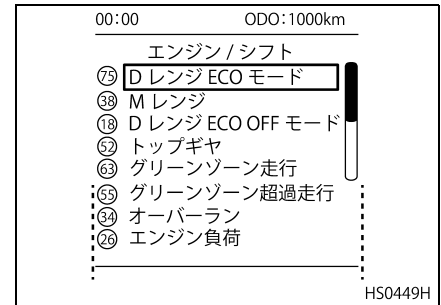 00:00 ODO:1000km
エンジン / シフト
75 D レンジ ECO モード
38 M レンジ
18 D レンジ ECO OFF モード
52 トップギヤ
63 グリーンゾーン走行
55 グリーンゾーン超過走行
34 オーバーラン
26 エンジン負荷
HS0449H